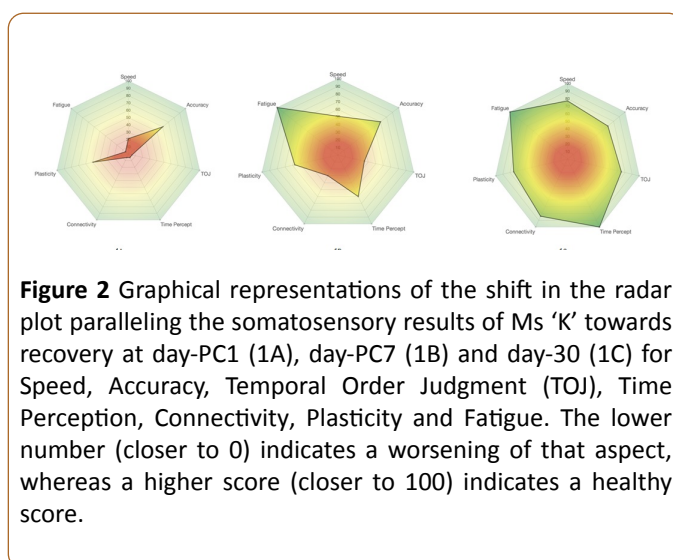 Speed
Fatigue
Accuracy
Plasticity
TOJ
Connectivity
Time Percept
Speed
Fatigue
Accuracy
Plasticity
TOJ
Connectivity
Time Percept
Speed
Fatigue
Accuracy
Plasticity
TOJ
Connectivity
Time Percept
Figure 2 Graphical representations of the shift in the radar
plot paralleling the somatosensory results of Ms ‘K’ towards
recovery at day-PC1 (1A), day-PC7 (1B) and day-30 (1C) for
Speed, Accuracy, Temporal Order Judgment (TOJ), Time
Perception, Connectivity, Plasticity and Fatigue. The lower
number (closer to 0) indicates a worsening of that aspect,
whereas a higher score (closer to 100) indicates a healthy
score.